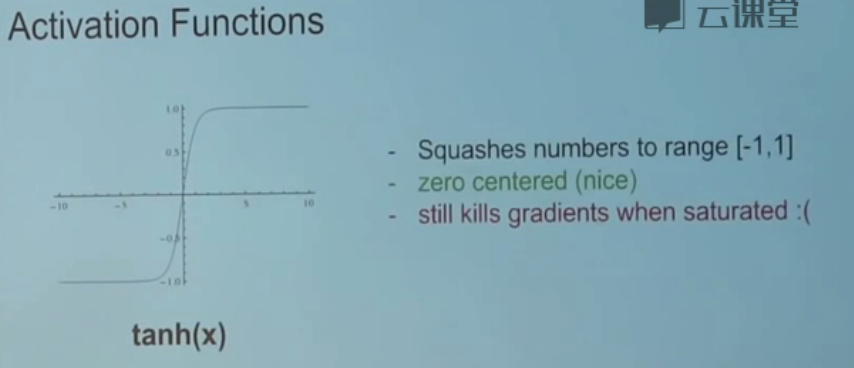 Activation Functions
云课堂
1.0
0.5
-10
-5
5
10
-0.5
-1.0
- Squashes numbers to range [-1,1]
- zero centered (nice)
- still kills gradients when saturated :(
tanh(x)